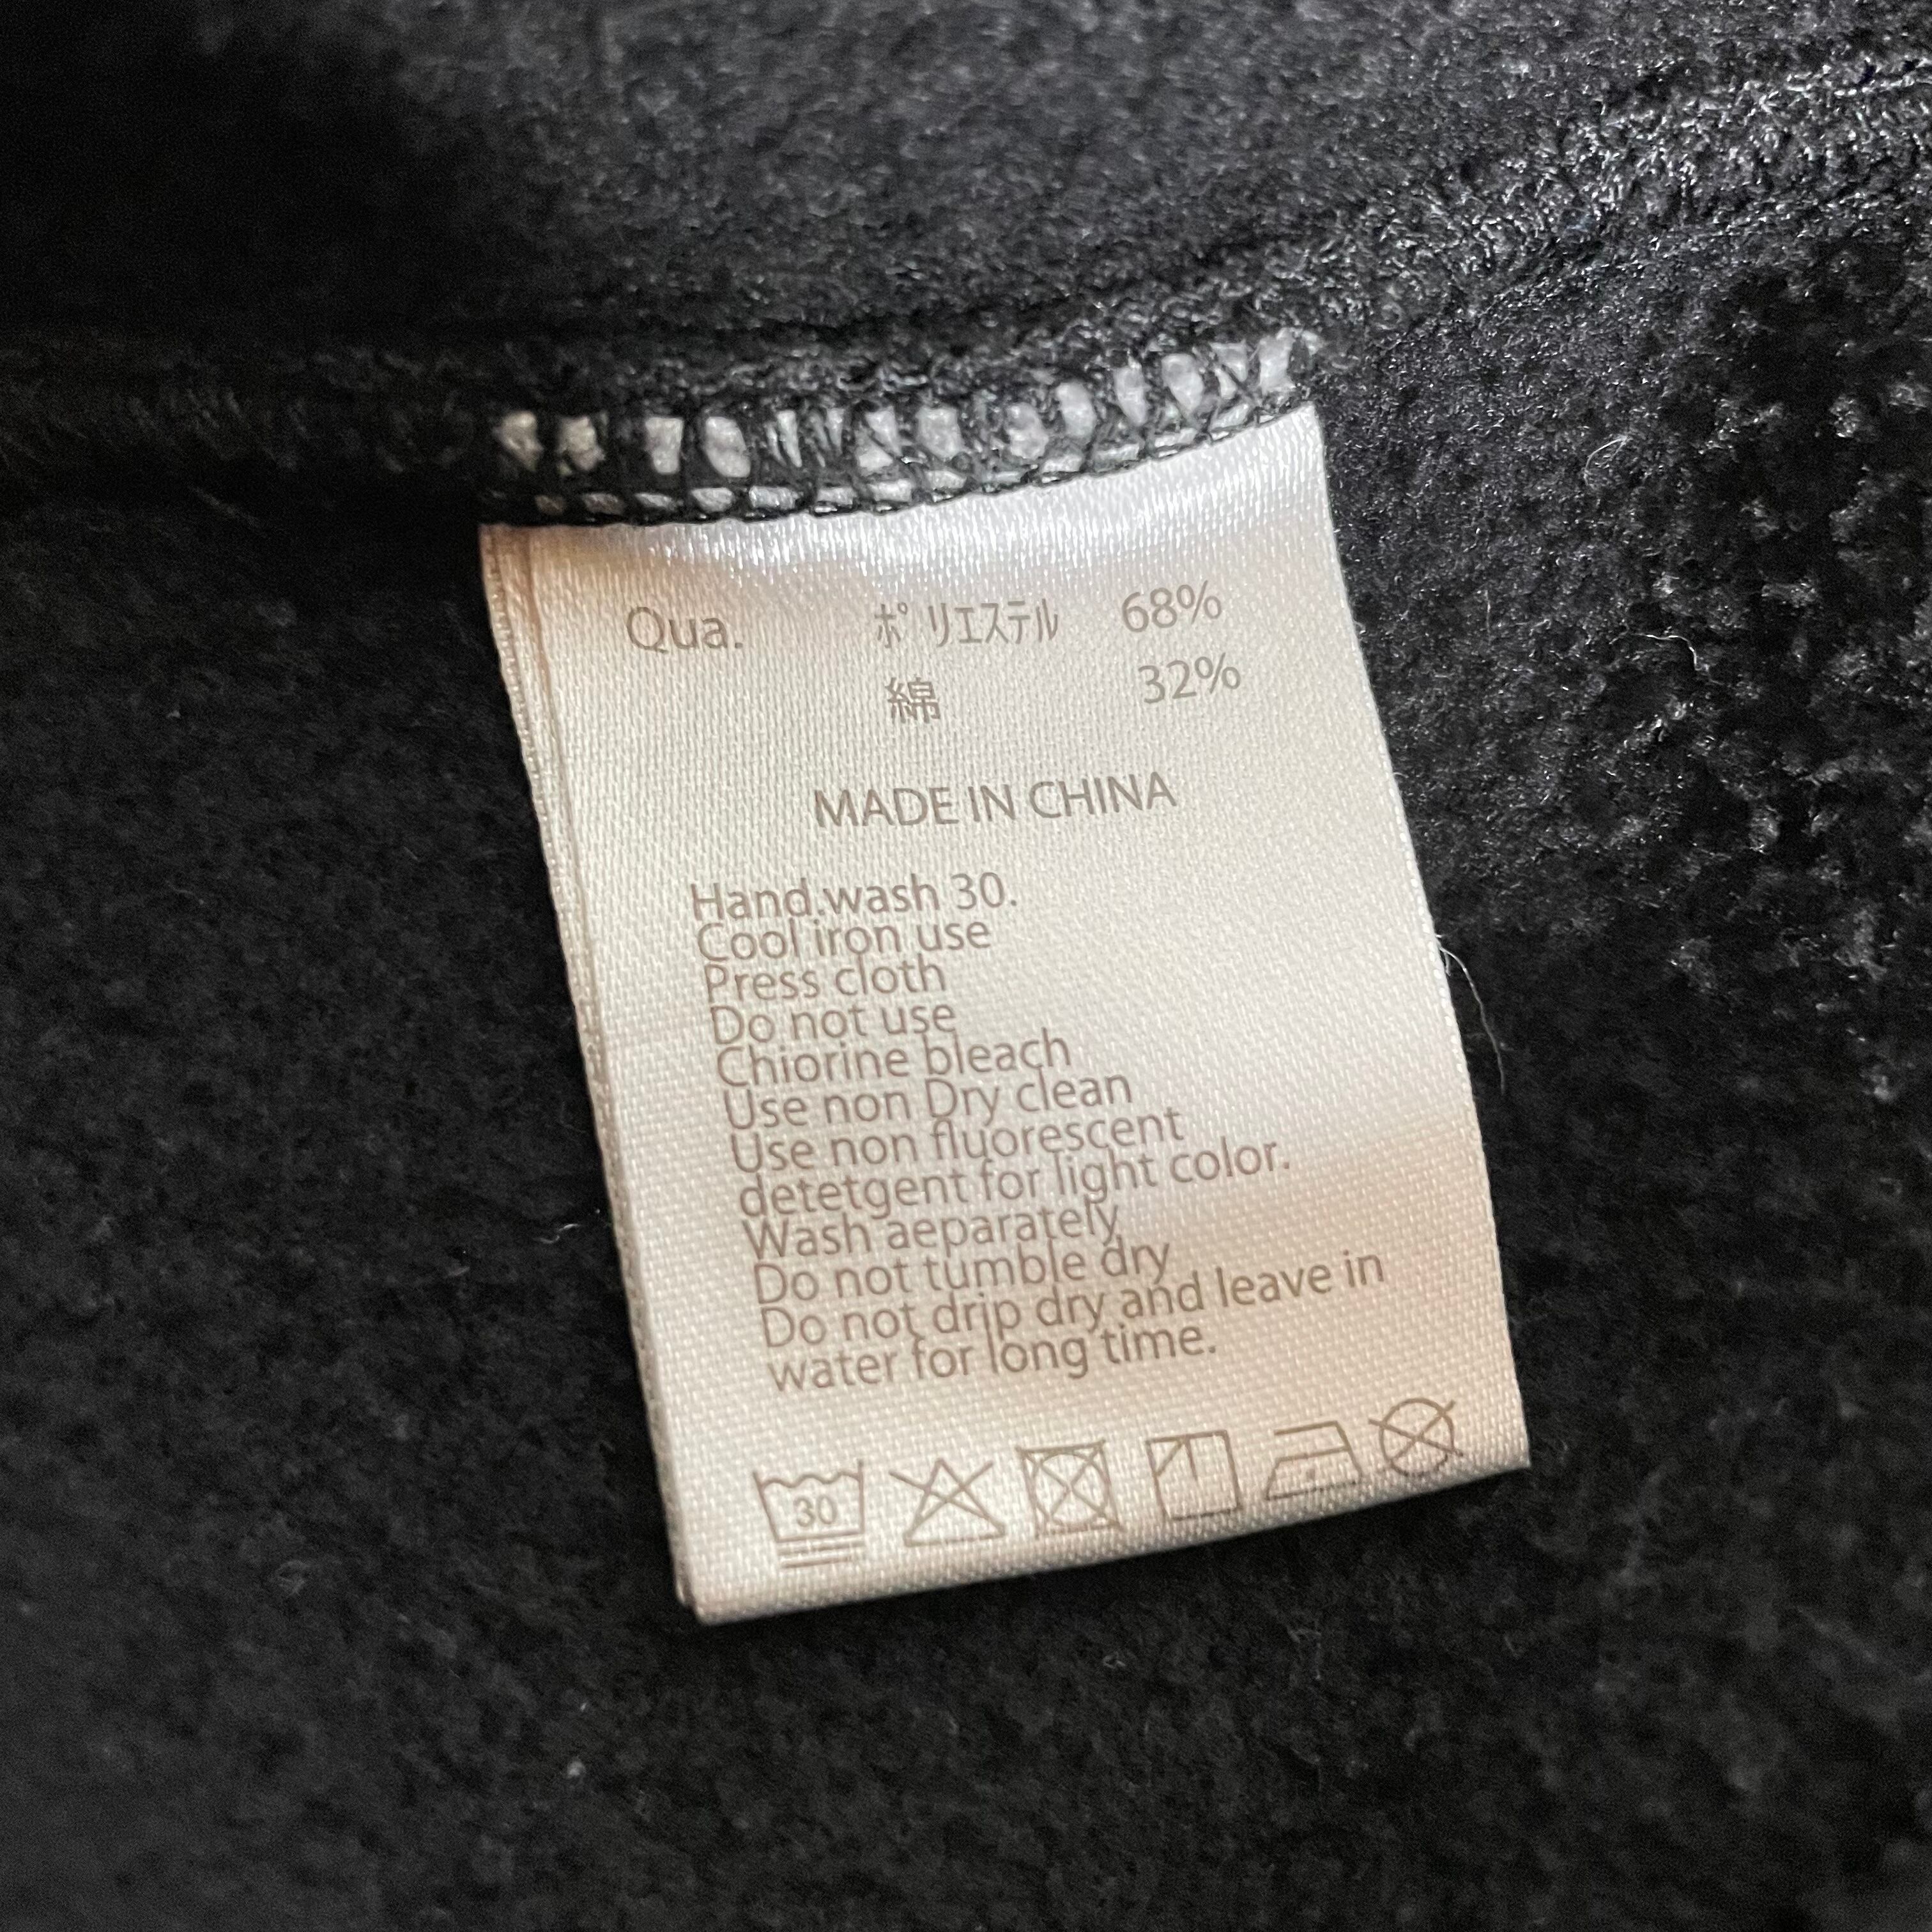 Qua. ポリエステル 68%
綿 32%
MADE IN CHINA
Hand.wash 30.
Cool iron use
Press cloth
Do not use
Chiorine bleach
Use non Dry clean
Use non fluorescent
detetgent for light color.
Wash aeparately
Do not tumble dry
Do not drip dry and leave in
water for long time.
30